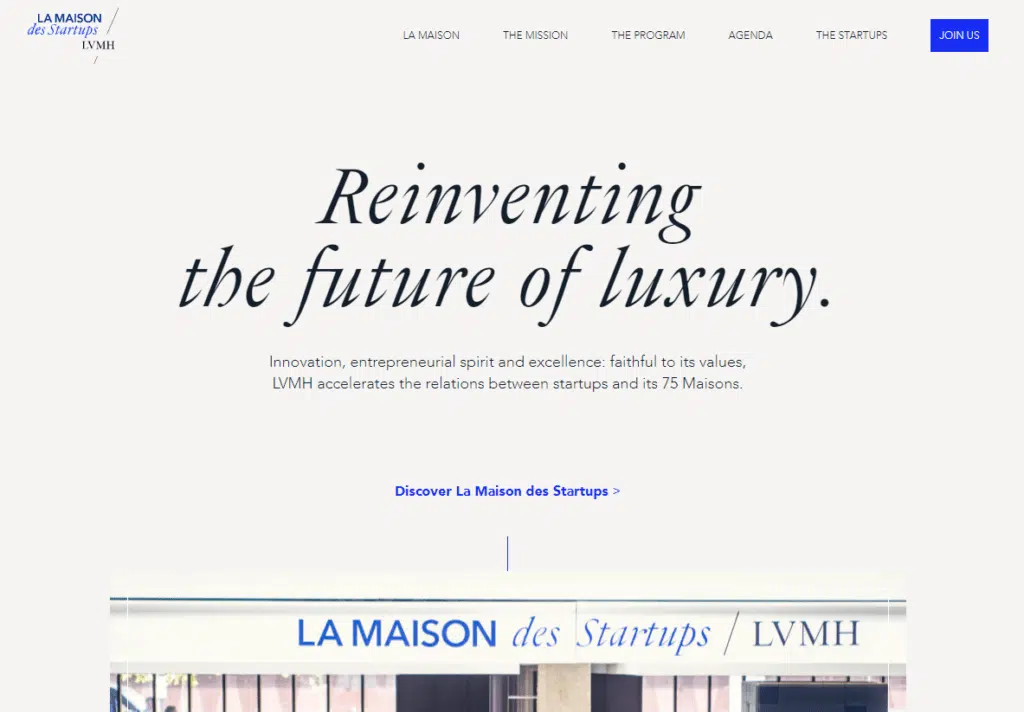 LA MAISON
des Startups
LVMH
LA MAISON
THE MISSION
THE PROGRAM
AGENDA
THE STARTUPS
JOIN US
Reinventing
the future of luxury.
Innovation, entrepreneurial spirit and excellence: faithful to its values,
LVMH accelerates the relations between startups and its 75 Maisons.
Discover La Maison des Startups >
LA MAISON des Startups / LVMH